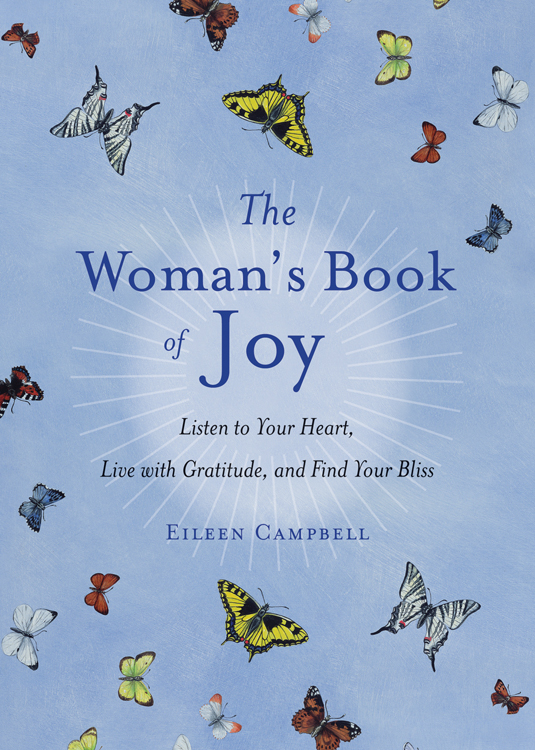 The
Woman's Book
of Joy
Listen to Your Heart,
Live with Gratitude, and Find Your Bliss
Eileen Campbell